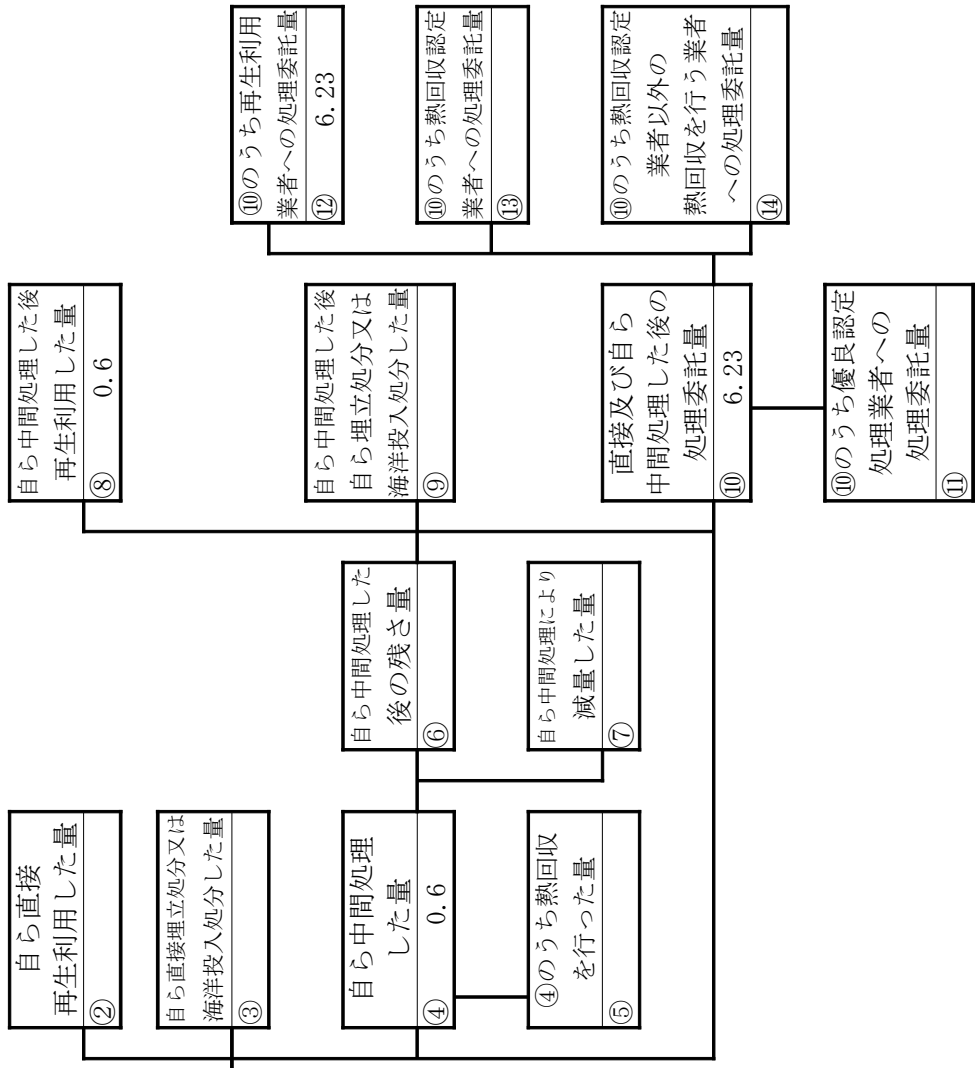 自ら直接
再生利用した量
②
自ら直接埋立処分又は
海洋投入処分した量
③
自ら中間処理
した量
④ 0.6
④のうち熱回収
を行った量
⑤
自ら中間処理した
後の残さ量
⑥
自ら中間処理により
減量した量
⑦
自ら中間処理した後
再生利用した量
⑧ 0.6
自ら中間処理した後
自ら埋立処分又は
海洋投入処分した量
⑨
直接及び自ら
中間処理した後の
処理委託量
⑩ 6.23
⑩のうち優良認定
処理業者への
処理委託量
⑪
⑩のうち再生利用
業者への処理委託量
⑫ 6.23
⑩のうち熱回収認定
業者への処理委託量
⑬
⑩のうち熱回収認定
業者以外の
熱回収を行う業者
への処理委託量
⑭